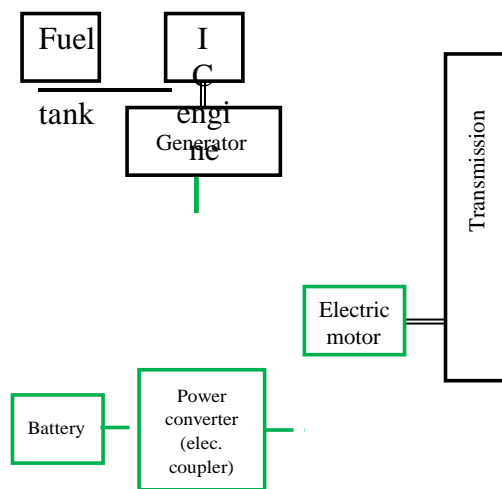 Fuel
tank
I
C
engi
ne
Generator
Transmission
Electric
motor
Battery
Power
converter
(elec.
coupler)